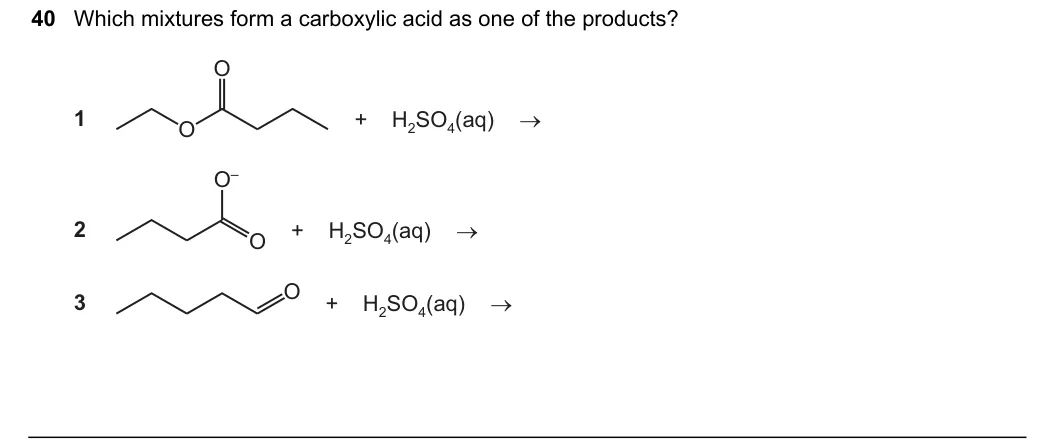 40 Which mixtures form a carboxylic acid as one of the products?
O
1 O + H₂SO₄(aq) →
O⁻
2 O + H₂SO₄(aq) →
3 O + H₂SO₄(aq) →